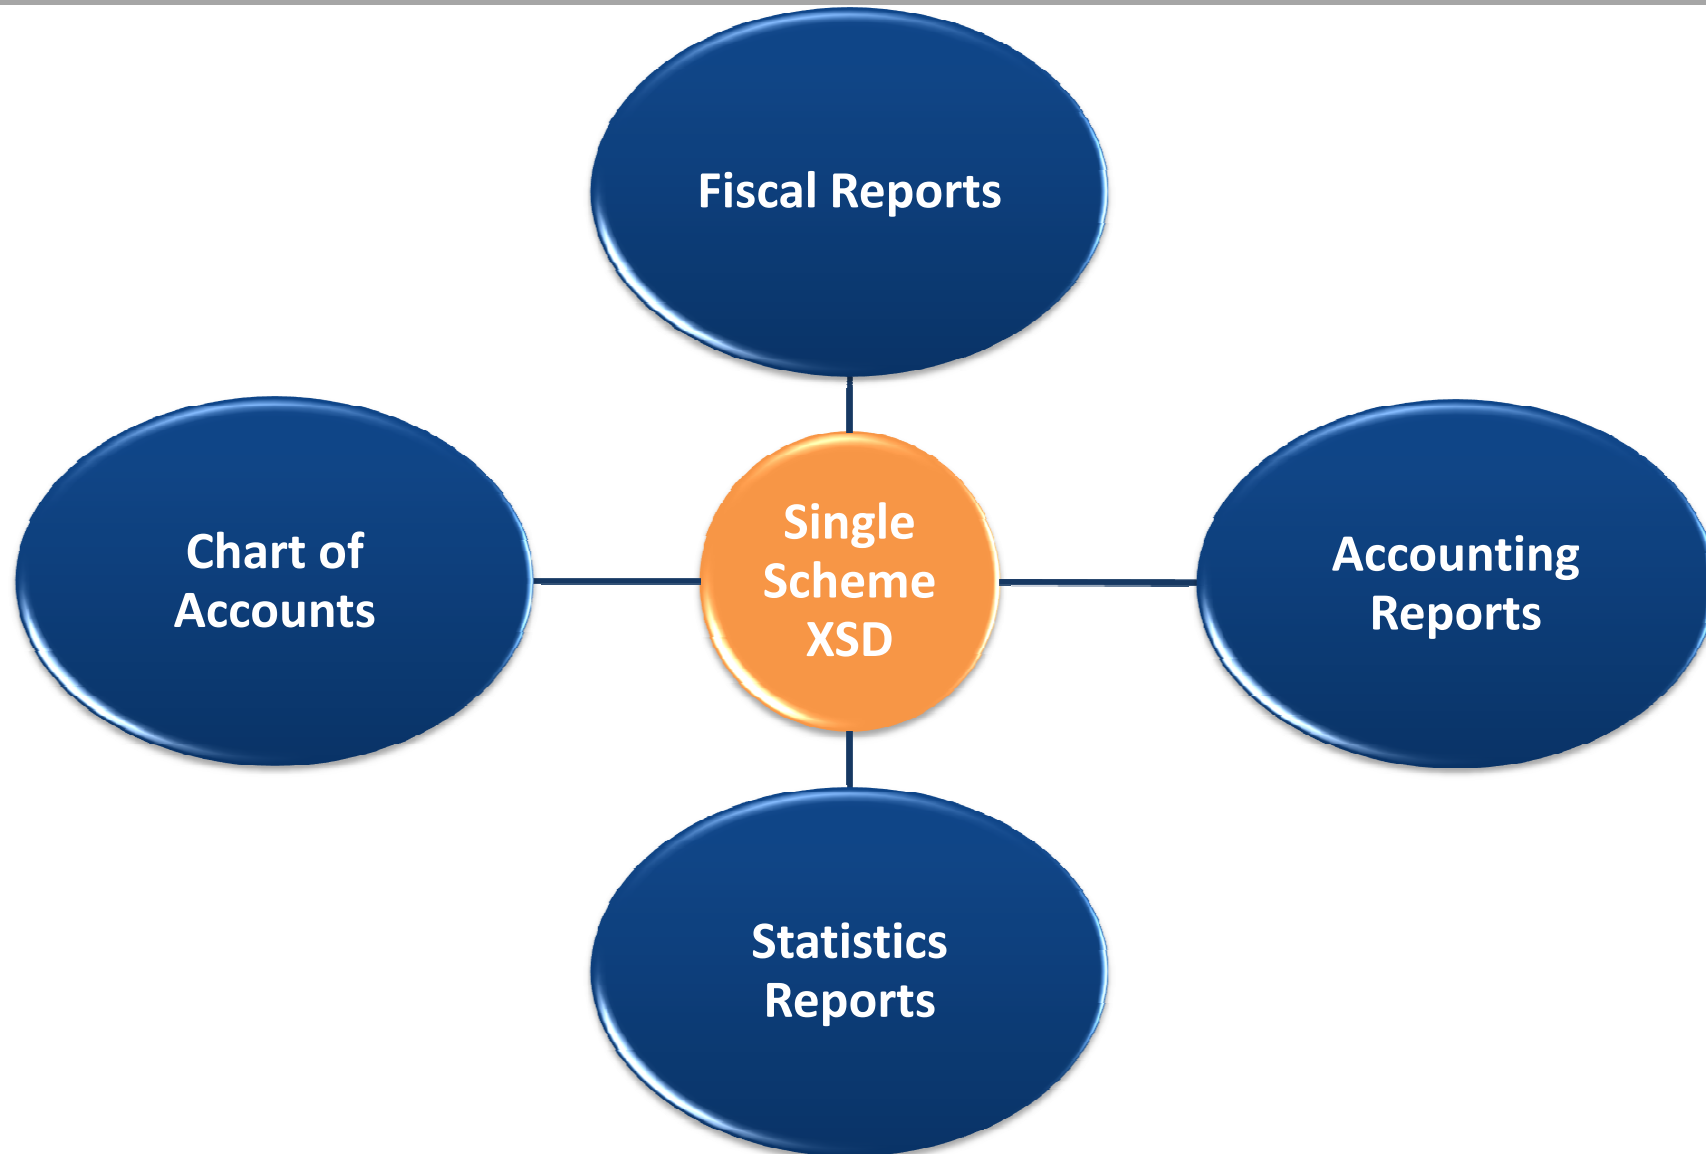 Fiscal Reports
Chart of
Accounts
Single
Scheme
XSD
Accounting
Reports
Statistics
Reports